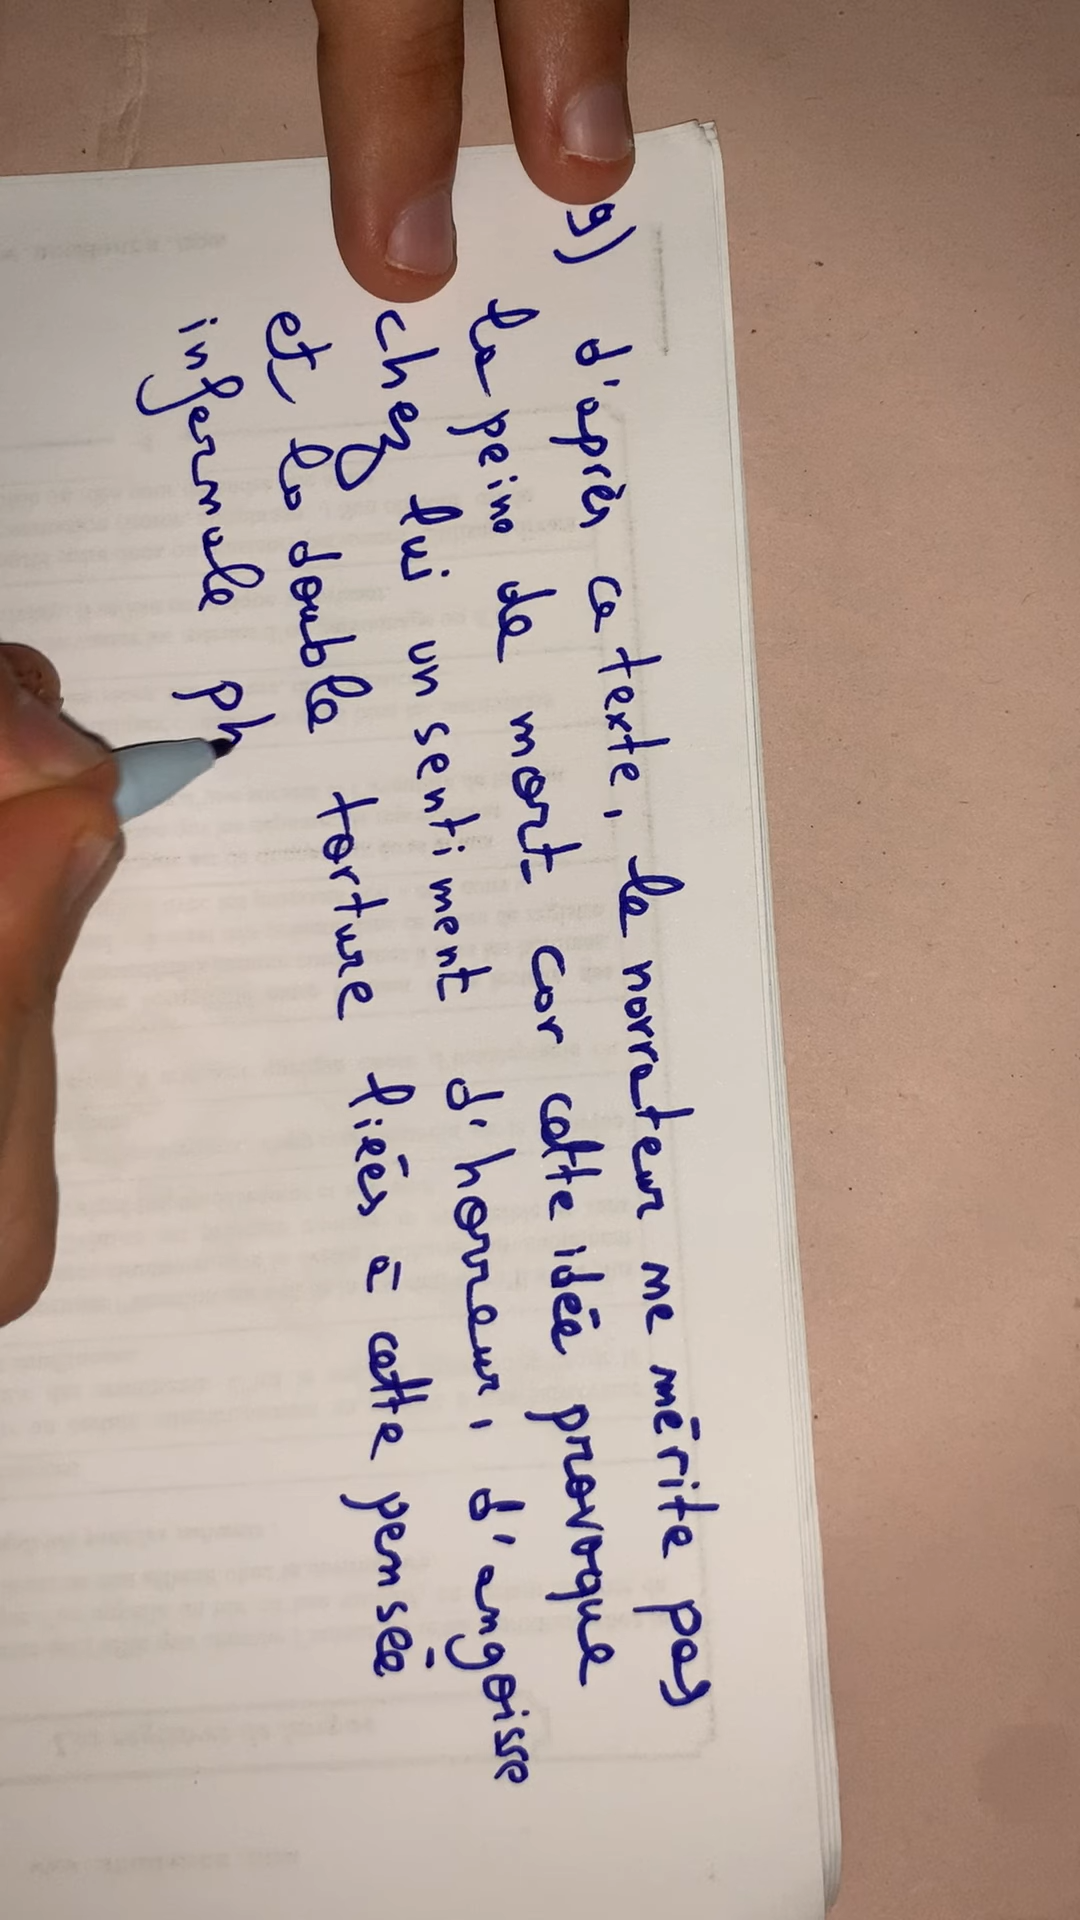 9) d'après ce texte, le narrateur me mérite pas
la peine de mort. car cette idée provoque
chez lui un sentiment d'horreur, d'angoisse
et la double torture liées à cette pensée
infernale ph